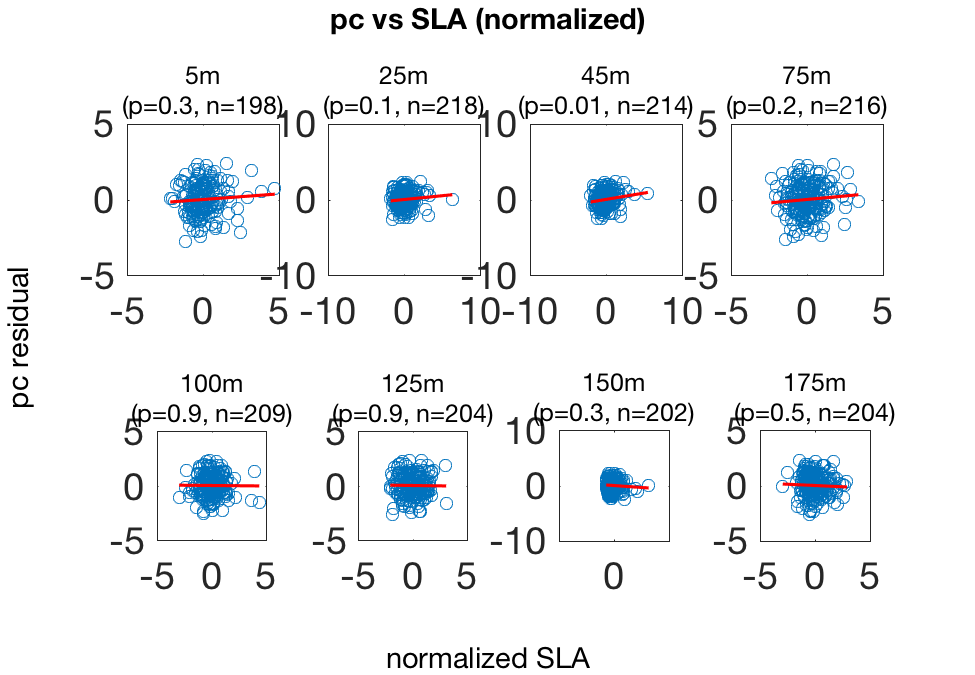 pc vs SLA (normalized)
5m
(p=0.3, n=198)
25m
(p=0.1, n=218)
45m
(p=0.01, n=214)
75m
(p=0.2, n=216)
5
0
-5
-5 0 5
10
0
-10
-10 0 10
10
0
-10
-10 0 10
5
0
-5
-5 0 5
pc residual
100m
(p=0.9, n=209)
125m
(p=0.9, n=204)
150m
(p=0.3, n=202)
175m
(p=0.5, n=204)
5
0
-5
-5 0 5
5
0
-5
-5 0 5
10
0
-10
0
5
0
-5
-5 0 5
normalized SLA